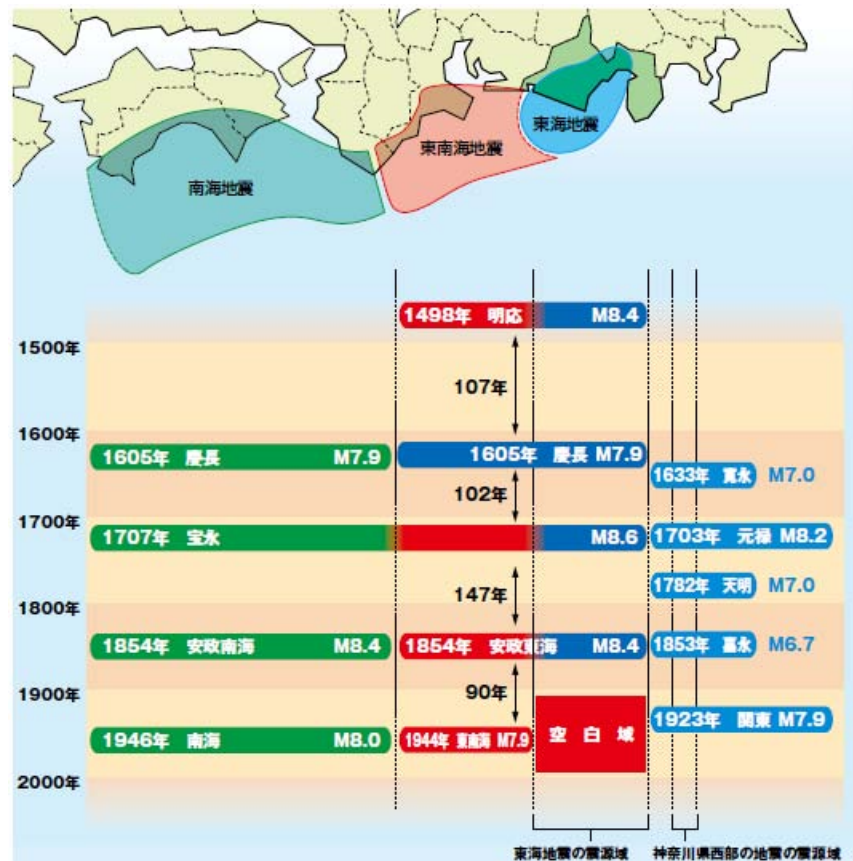 南海地震
東南海地震
東海地震
1498年 明応 M8.4
1500年
107年
1600年
1605年 慶長 M7.9
1605年 慶長 M7.9
1633年 寛永 M7.0
102年
1700年
1707年 宝永 M8.6
1703年 元禄 M8.2
147年
1782年 天明 M7.0
1800年
1854年 安政南海 M8.4
1854年 安政東海 M8.4
1853年 嘉永 M6.7
90年
1900年
1923年 関東 M7.9
1946年 南海 M8.0
1944年 東南海 M7.9
空白域
2000年
東海地震の震源域
神奈川県西部の地震の震源域